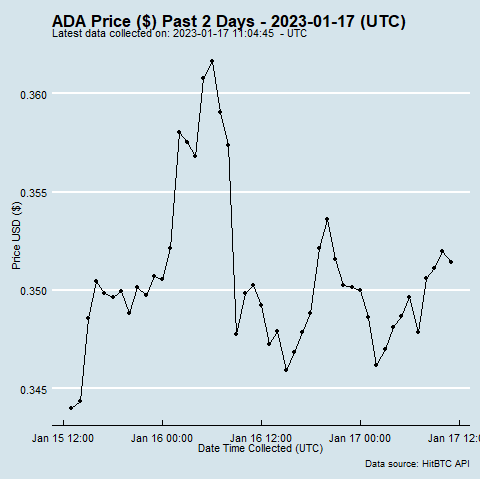 ADA Price ($) Past 2 Days - 2023-01-17 (UTC)
Latest data collected on: 2023-01-17 11:04:45 - UTC
0.360
0.355
0.350
0.345
Price USD ($)
Jan 15 12:00 Jan 16 00:00 Jan 16 12:00 Jan 17 00:00 Jan 17 12:0
Date Time Collected (UTC)
Data source: HitBTC API